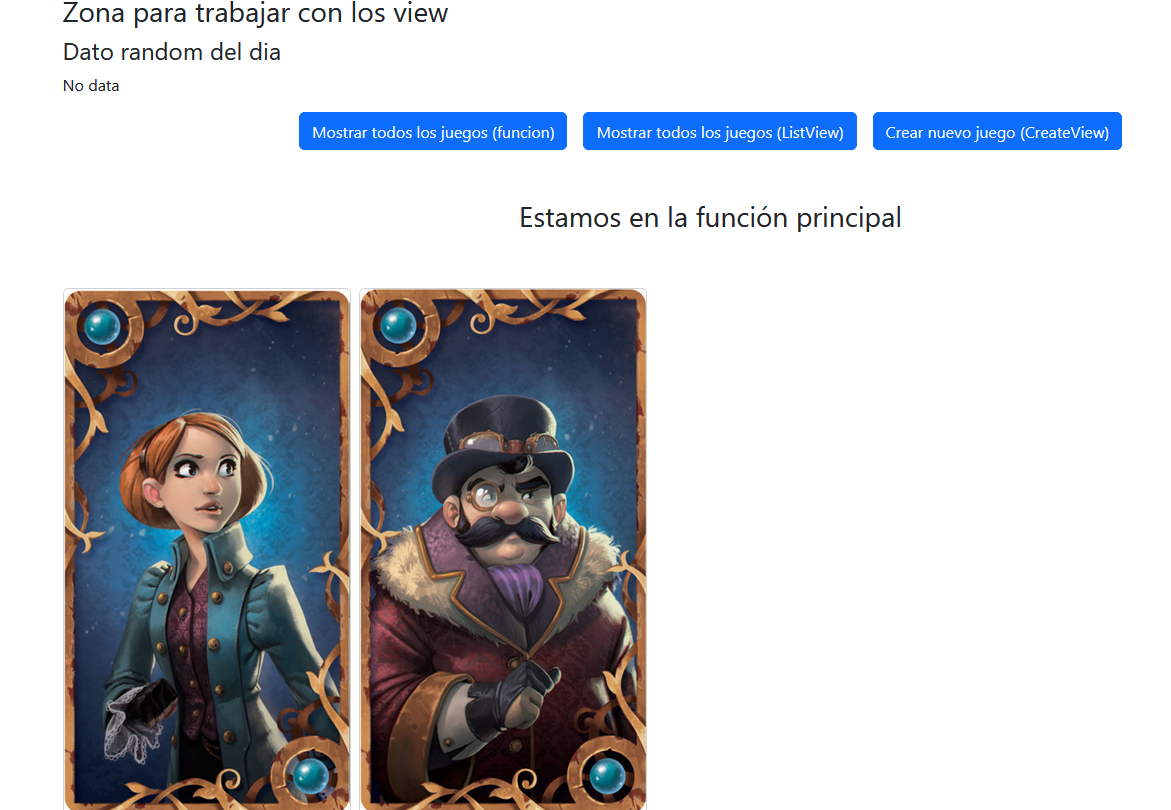 Zona para trabajar con los view
Dato random del dia
No data
Mostrar todos los juegos (funcion)
Mostrar todos los juegos (ListView)
Crear nuevo juego (CreateView)
Estamos en la función principal